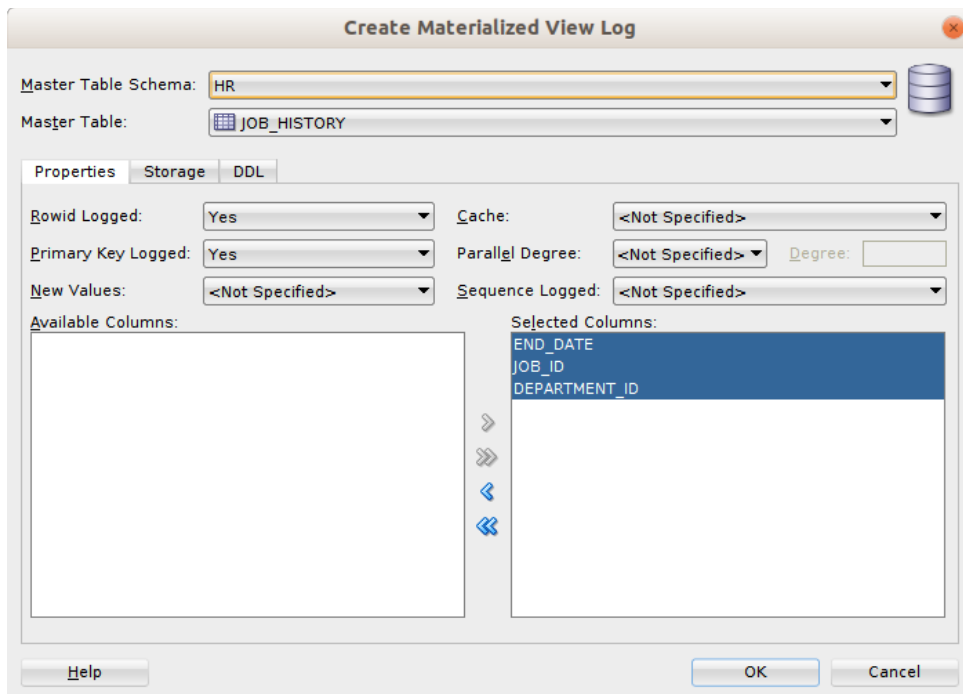 Create Materialized View Log
Master Table Schema: HR
Master Table: JOB_HISTORY
Properties Storage DDL
Rowid Logged: Yes Cache: <Not Specified>
Primary Key Logged: Yes Parallel Degree: <Not Specified> Degree:
New Values: <Not Specified> Sequence Logged: <Not Specified>
Available Columns: Selected Columns:
END_DATE
JOB_ID
DEPARTMENT_ID
Help OK Cancel